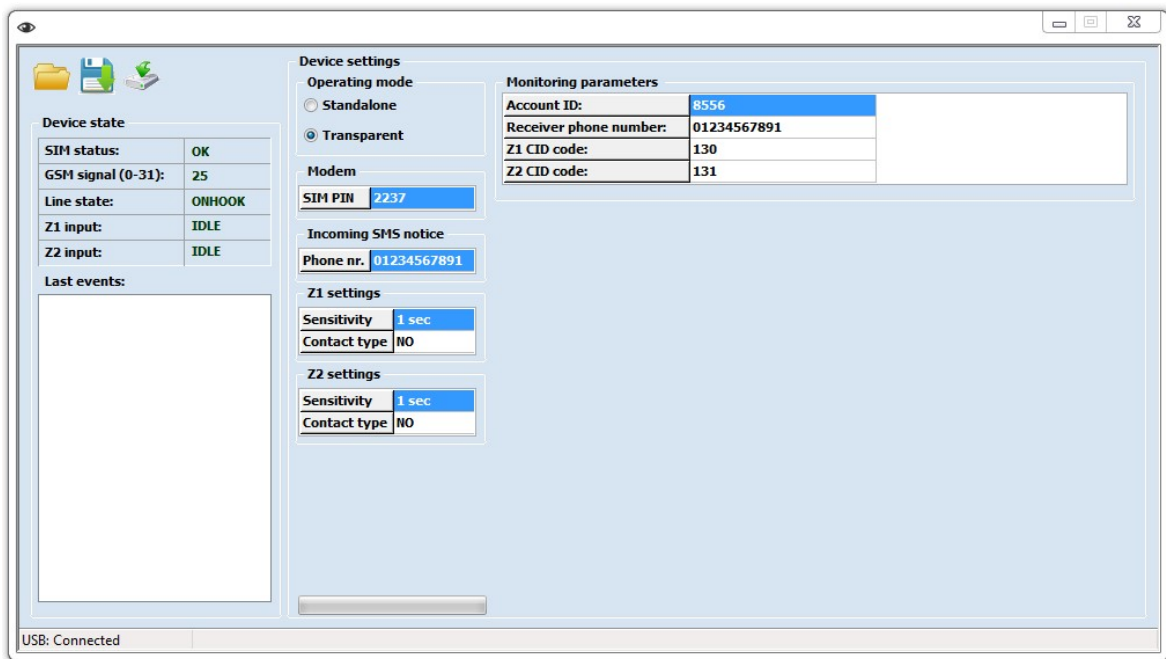 Device state
SIM status: OK
GSM signal (0-31): 25
Line state: ONHOOK
Z1 input: IDLE
Z2 input: IDLE
Last events:
Device settings
Operating mode
Standalone
Transparent
Modem
SIM PIN 2237
Incoming SMS notice
Phone nr. 01234567891
Z1 settings
Sensitivity 1 sec
Contact type NO
Z2 settings
Sensitivity 1 sec
Contact type NO
Monitoring parameters
Account ID: 8556
Receiver phone number: 01234567891
Z1 CID code: 130
Z2 CID code: 131
USB: Connected